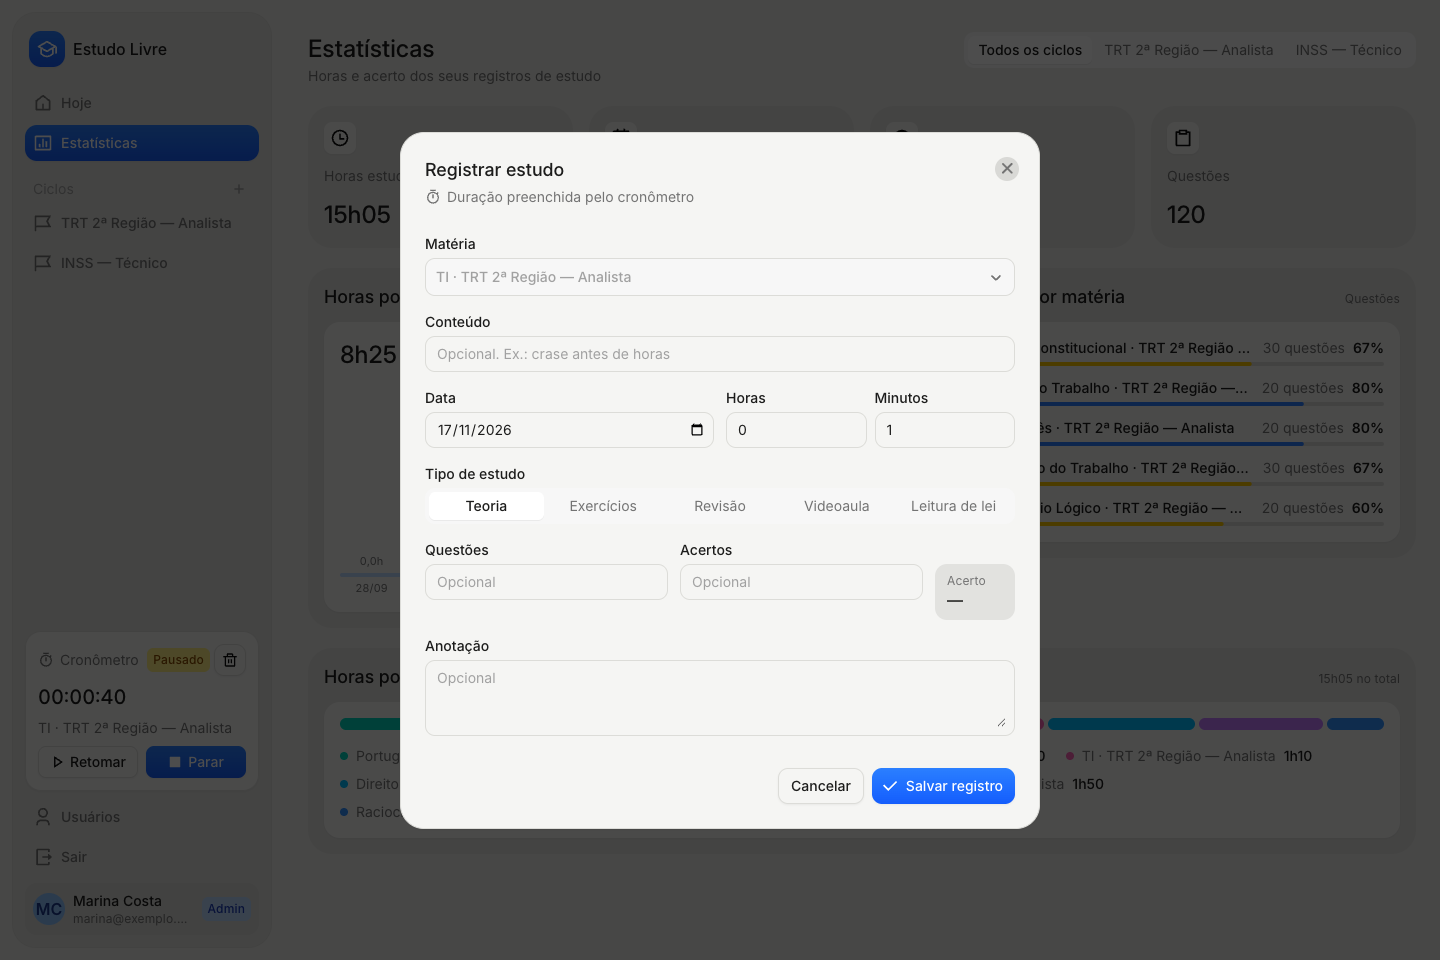 Estudo Livre
Hoje
Estatísticas
Ciclos
TRT 2ª Região — Analista
INSS — Técnico
Cronômetro
Pausado
00:00:40
TI · TRT 2ª Região — Analista
Retomar
Parar
Usuários
Sair
MC
Marina Costa
marina@exemplo....
Admin
Estatísticas
Horas e acerto dos seus registros de estudo
Todos os ciclos
TRT 2ª Região — Analista
INSS — Técnico
Horas estud
15h05
Questões
120
Horas po
8h25
0,0h
28/09
or matéria
Questões
onstitucional · TRT 2ª Região ... 30 questões 67%
o Trabalho · TRT 2ª Região —... 20 questões 80%
ês · TRT 2ª Região — Analista 20 questões 80%
o do Trabalho · TRT 2ª Região... 30 questões 67%
io Lógico · TRT 2ª Região — ... 20 questões 60%
Horas po
15h05 no total
Portug
TI · TRT 2ª Região — Analista 1h10
Direito
ista 1h50
Racioc
Registrar estudo
Duração preenchida pelo cronômetro
Matéria
TI · TRT 2ª Região — Analista
Conteúdo
Opcional. Ex.: crase antes de horas
Data
Horas
Minutos
17/11/2026
0
1
Tipo de estudo
Teoria
Exercícios
Revisão
Videoaula
Leitura de lei
Questões
Acertos
Opcional
Opcional
Acerto
—
Anotação
Opcional
Cancelar
Salvar registro